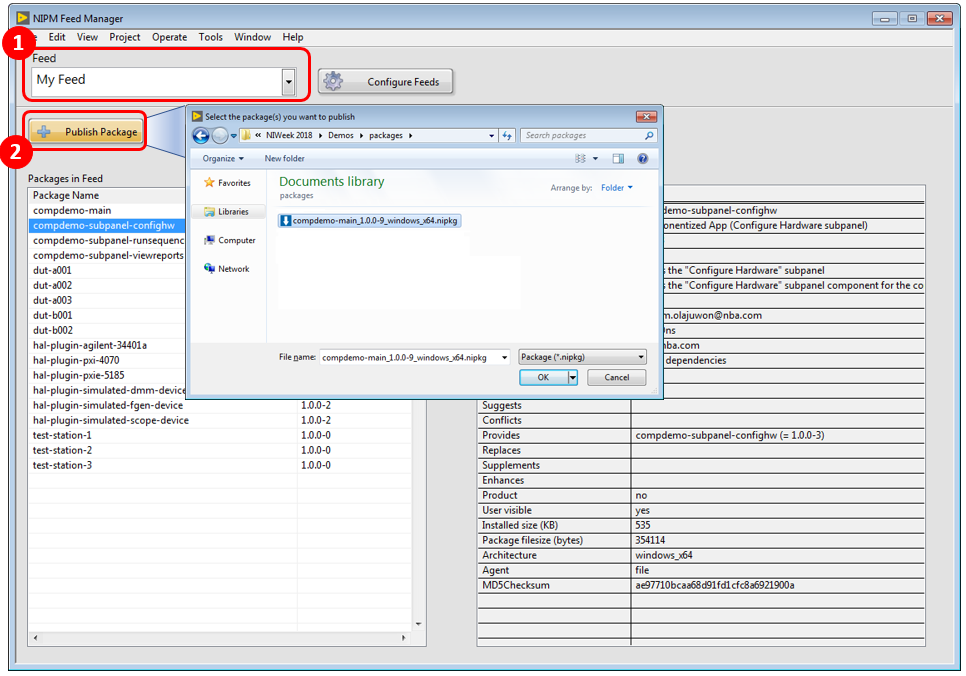 NIPM Feed Manager
Edit View Project Operate Tools Window Help
1
Feed
My Feed
Configure Feeds
2
Publish Package
Select the package(s) you want to publish
« NIWeek 2018 Demos packages
Search packages
Organize New folder
Favorites
Libraries
Computer
Network
Documents library
packages
Arrange by: Folder
compdemo-main_1.0.0-9_windows_x64.nipkg
File name: compdemo-main_1.0.0-9_windows_x64.nipkg
Package (*.nipkg)
OK Cancel
Packages in Feed
Package Name
compdemo-main
compdemo-subpanel-confighw
compdemo-subpanel-runsequenc
compdemo-subpanel-viewreports
dut-a001
dut-a002
dut-a003
dut-b001
dut-b002
hal-plugin-agilent-34401a
hal-plugin-pxi-4070
hal-plugin-pxie-5185
hal-plugin-simulated-dmm-device
hal-plugin-simulated-fgen-device 1.0.0-2
hal-plugin-simulated-scope-device 1.0.0-2
test-station-1 1.0.0-0
test-station-2 1.0.0-0
test-station-3 1.0.0-0
demo-subpanel-confighw
onentized App (Configure Hardware subpanel)
the "Configure Hardware" subpanel
the "Configure Hardware" subpanel component for the co
m.olajuwon@nba.com
ns
nba.com
dependencies
Suggests
Conflicts
Provides compdemo-subpanel-confighw (= 1.0.0-3)
Replaces
Supplements
Enhances
Product no
User visible yes
Installed size (KB) 535
Package filesize (bytes) 354114
Architecture windows_x64
Agent file
MD5Checksum ae97710bcaa68d91fd1cfc8a6921900a